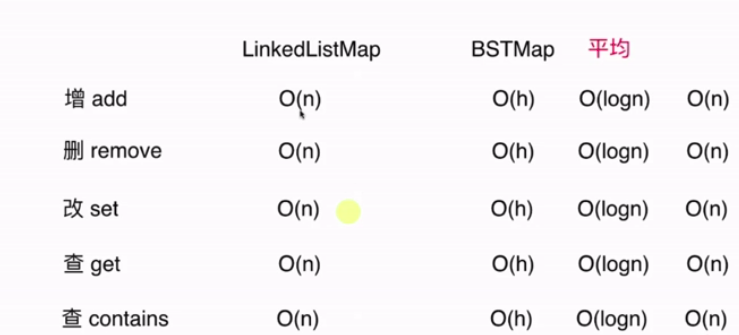 LinkedListMap BSTMap 平均
增 add O(n) O(h) O(logn) O(n)
删 remove O(n) O(h) O(logn) O(n)
改 set O(n) O(h) O(logn) O(n)
查 get O(n) O(h) O(logn) O(n)
查 contains O(n) O(h) O(logn) O(n)